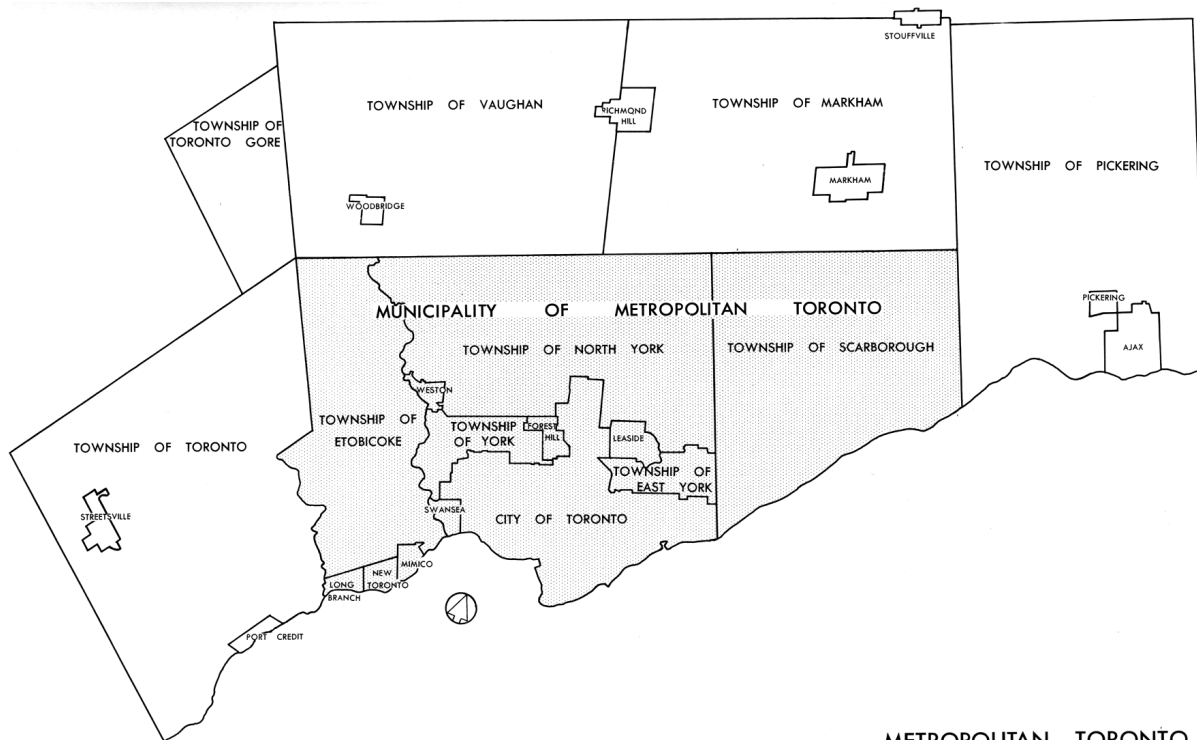 STOUFFVILLE
TOWNSHIP OF VAUGHAN
RICHMOND
HILL
TOWNSHIP OF MARKHAM
TOWNSHIP OF
TORONTO GORE
TOWNSHIP OF PICKERING
MARKHAM
WOODBRIDGE
PICKERING
MUNICIPALITY OF METROPOLITAN TORONTO
TOWNSHIP OF NORTH YORK
TOWNSHIP OF SCARBOROUGH
AJAX
WESTON
TOWNSHIP OF
ETOBICOKE
TOWNSHIP
OF YORK
FOREST
HILL
LEASIDE
TOWNSHIP OF TORONTO
TOWNSHIP OF
EAST YORK
SWANSEA
CITY OF TORONTO
STREETSVILLE
MIMICO
NEW
TORONTO
LONG
BRANCH
PORT CREDIT
METROPOLITAN TORONTO